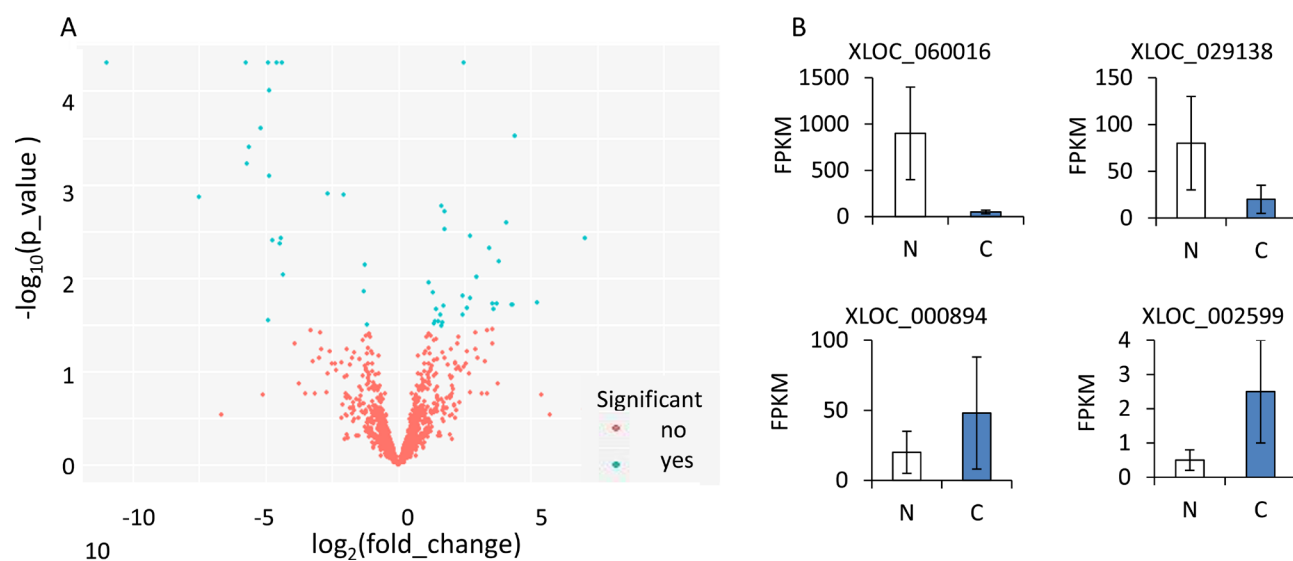 A
-log10(p_value )
4
3
2
1
0
Significant
no
yes
-10
-5
0
5
10
log2(fold_change)
B
XLOC_060016
FPKM
1500
1000
500
0
N
C
XLOC_029138
FPKM
150
100
50
0
N
C
XLOC_000894
FPKM
100
50
0
N
C
XLOC_002599
FPKM
4
3
2
1
0
N
C